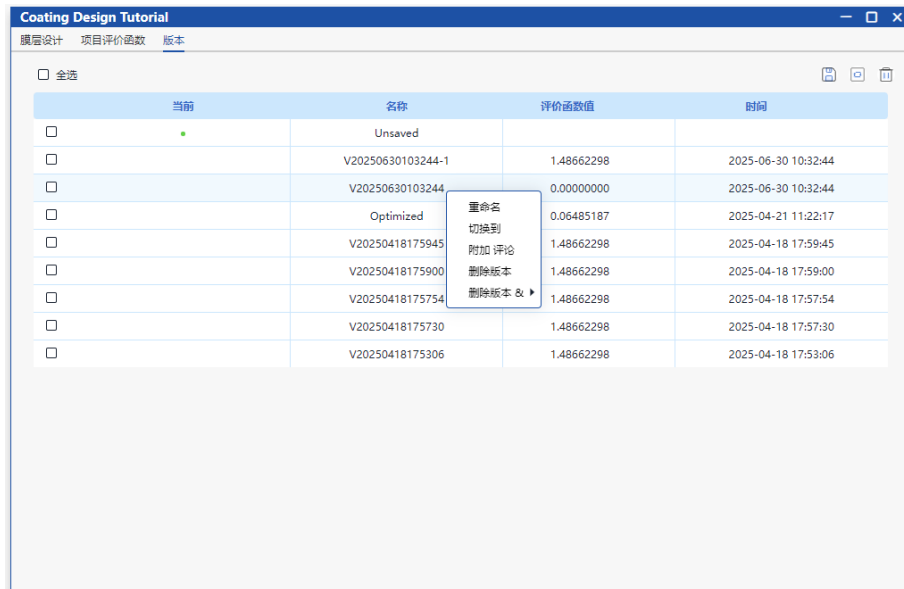 Coating Design Tutorial
膜层设计 项目评价函数 版本
全选
当前 名称 评价函数值 时间
Unsaved
V20250630103244-1 1.48662298 2025-06-30 10:32:44
V20250630103244 0.00000000 2025-06-30 10:32:44
Optimized 0.06485187 2025-04-21 11:22:17
V20250418175945 1.48662298 2025-04-18 17:59:45
V20250418175900 1.48662298 2025-04-18 17:59:00
V20250418175754 1.48662298 2025-04-18 17:57:54
V20250418175730 1.48662298 2025-04-18 17:57:30
V20250418175306 1.48662298 2025-04-18 17:53:06
重命名
切换到
附加 评论
删除版本
删除版本 &